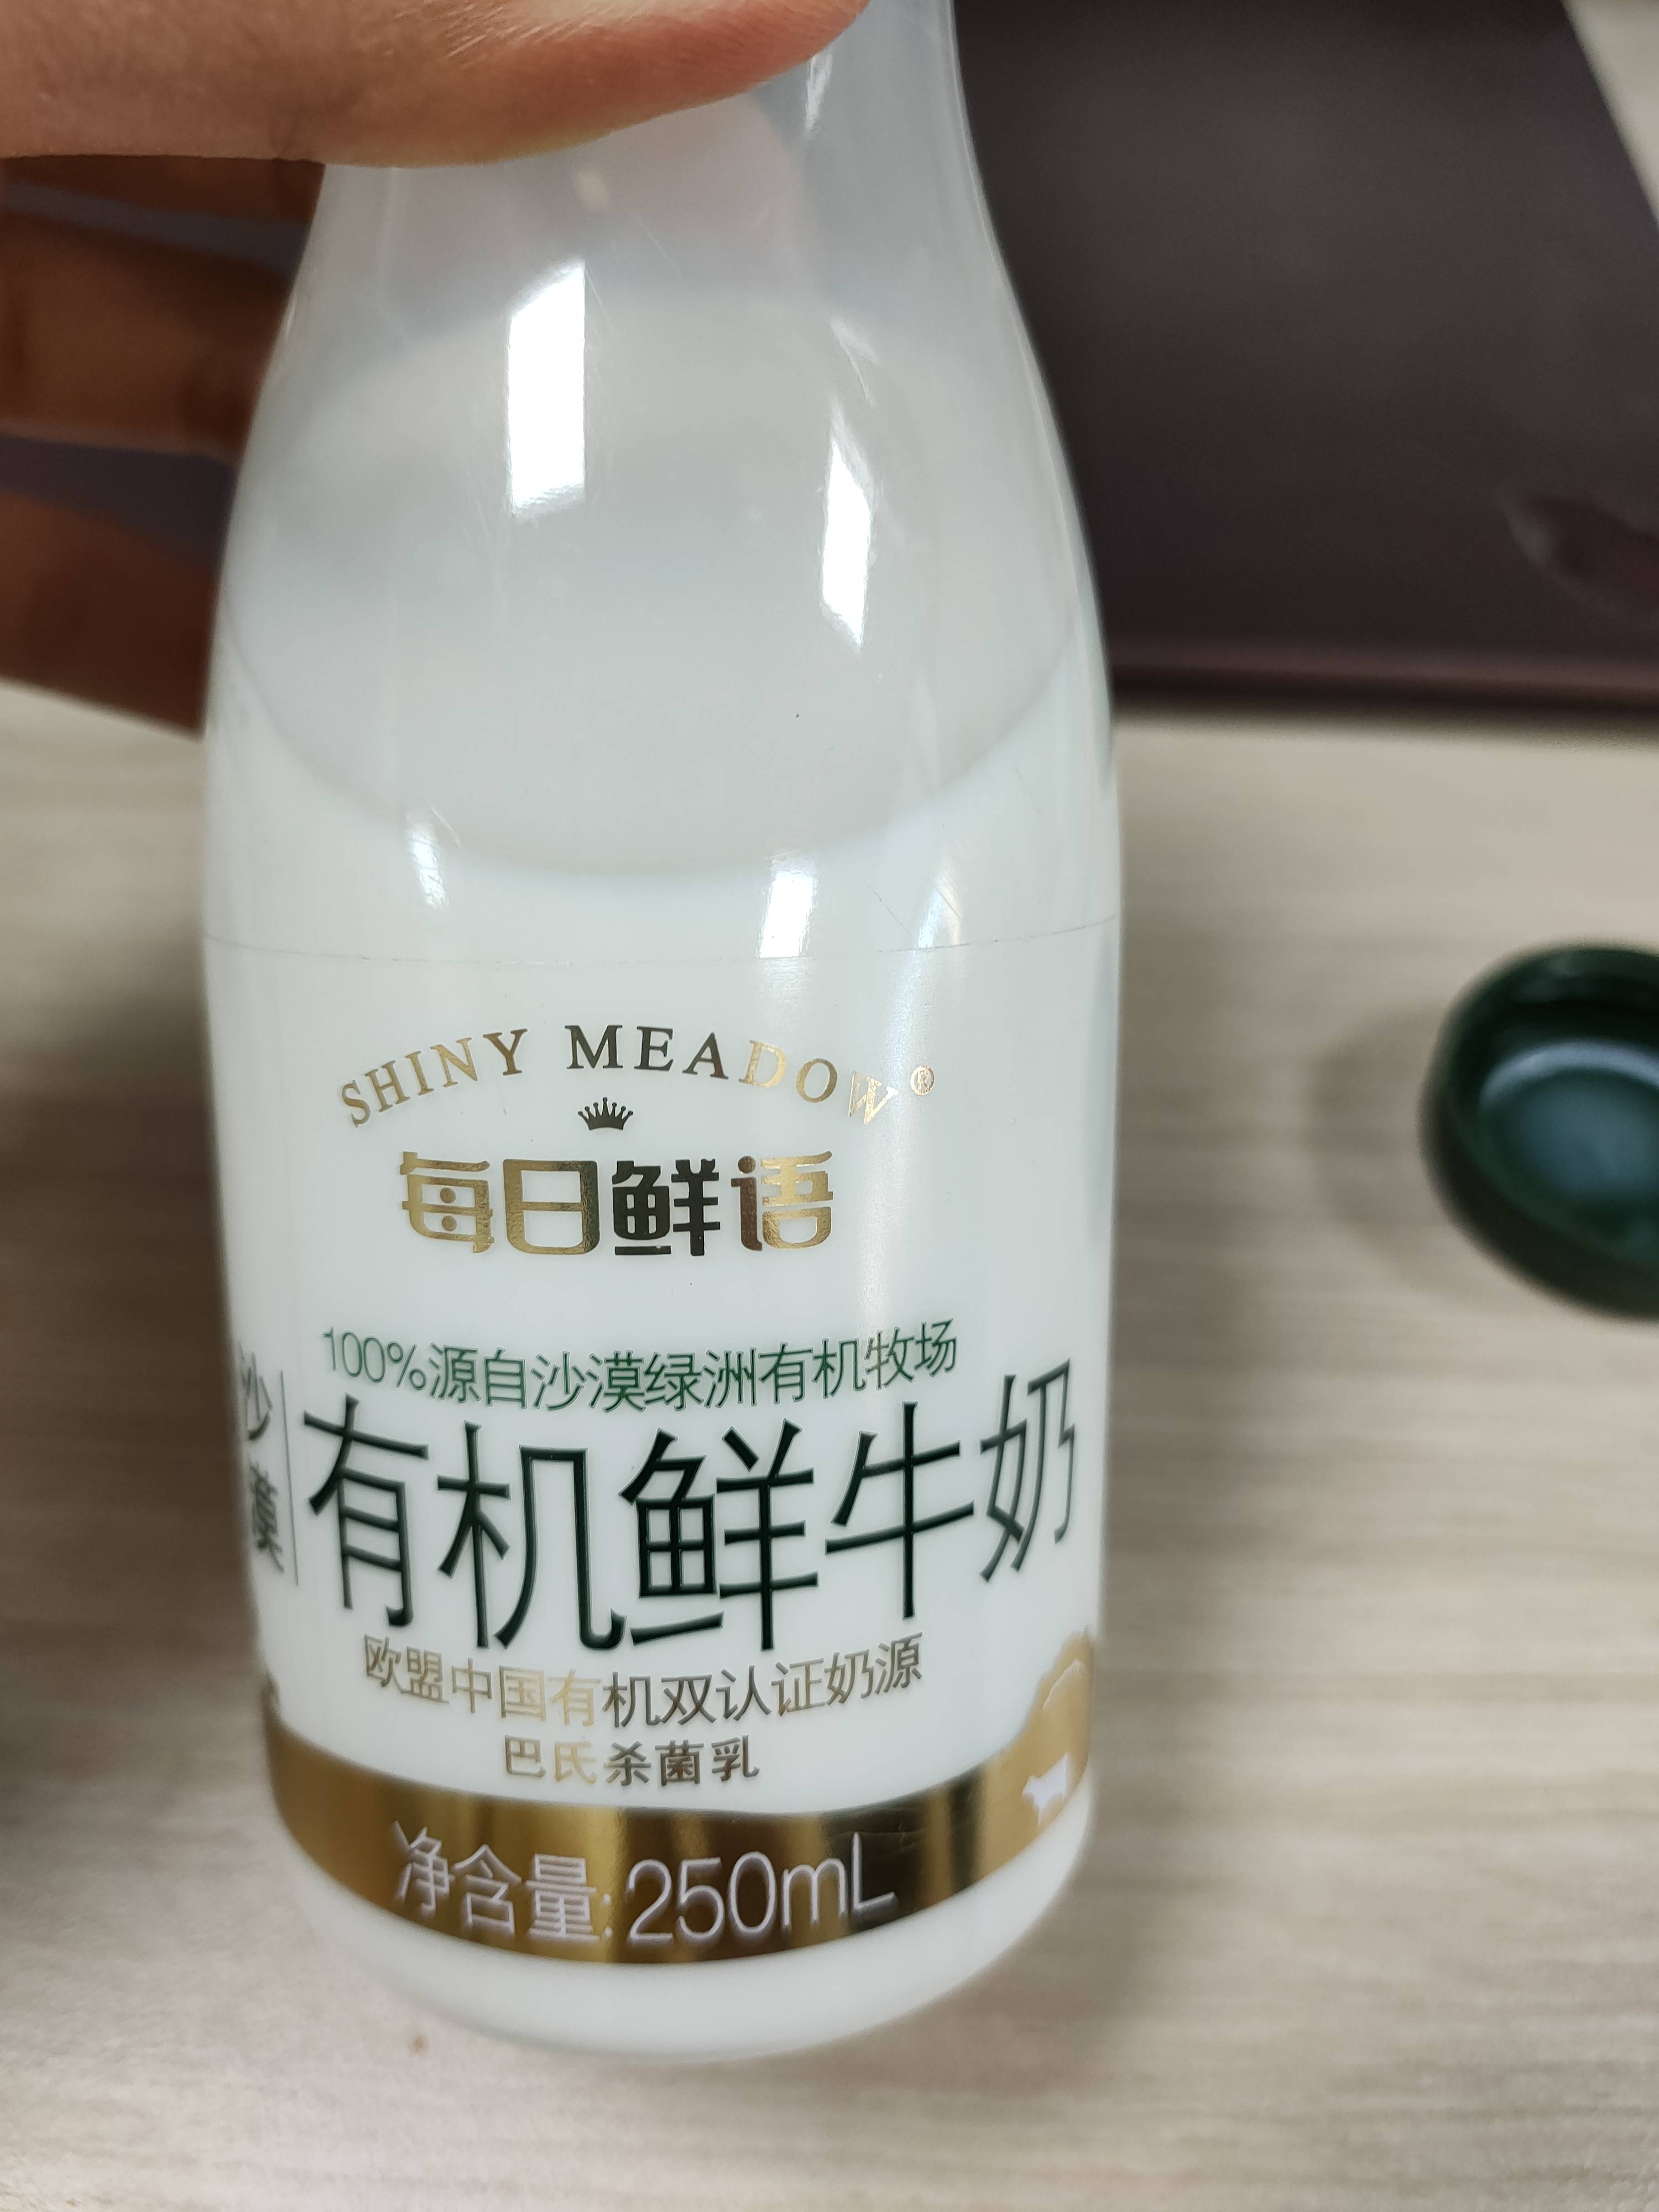 SHINY MEADOW®
每日鲜语
100%源自沙漠绿洲有机牧场
沙漠
有机鲜牛奶
欧盟中国有机双认证奶源
巴氏杀菌乳
净含量:250mL